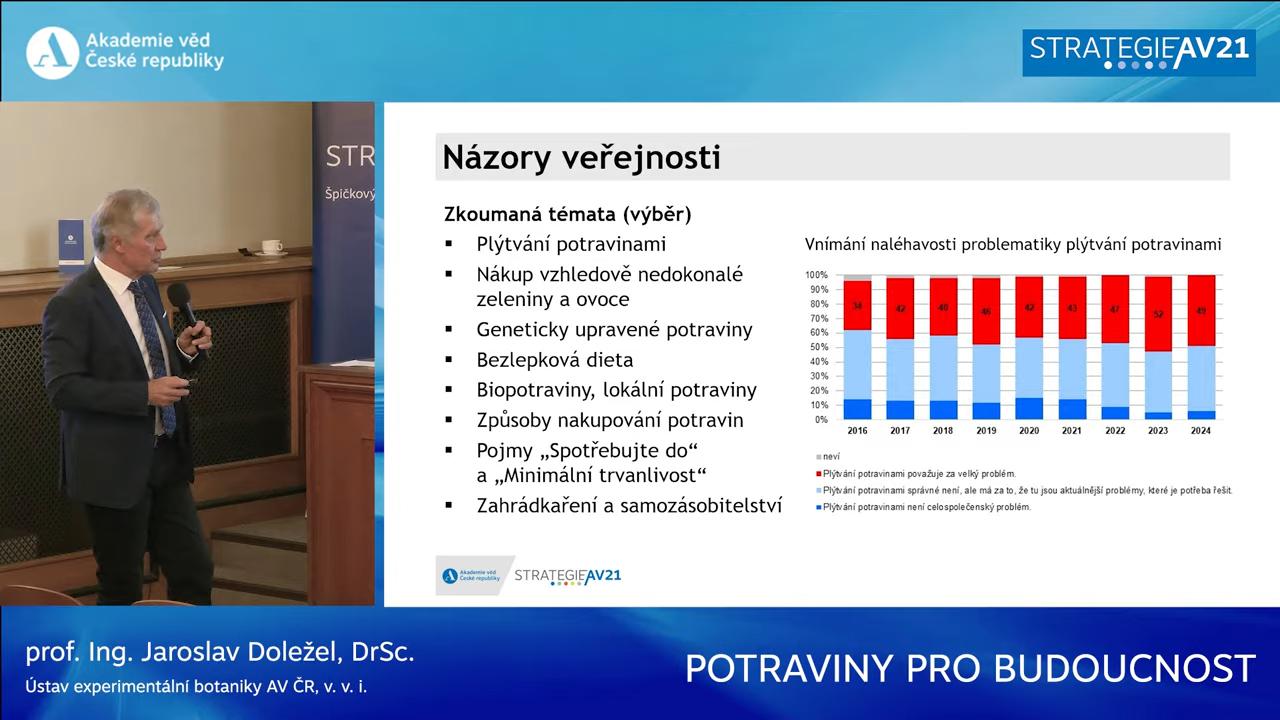 Akademie věd
České republiky
STRATEGIE AV21
STR
Špičkový
Názory veřejnosti
Zkoumaná témata (výběr)
▪ Plýtvání potravinami
▪ Nákup vzhledově nedokonalé
zeleniny a ovoce
▪ Geneticky upravené potraviny
▪ Bezlepková dieta
▪ Biopotraviny, lokální potraviny
▪ Způsoby nakupování potravin
▪ Pojmy „Spotřebujte do“
a „Minimální trvanlivost“
▪ Zahrádkaření a samozásobitelství
Vnímání naléhavosti problematiky plýtvání potravinami
100%
90%
80%
70%
60%
50%
40%
30%
20%
10%
0%
34 42 40 46 42 43 47 52 49
2016 2017 2018 2019 2020 2021 2022 2023 2024
neví
Plýtvání potravinami považuje za velký problém.
Plýtvání potravinami správné není, ale má za to, že tu jsou aktuálnější problémy, které je potřeba řešit.
Plýtvání potravinami není celospolečenský problém.
Akademie věd
České republiky
STRATEGIE AV21
prof. Ing. Jaroslav Doležel, DrSc.
Ústav experimentální botaniky AV ČR, v. v. i.
POTRAVINY PRO BUDOUCNOST